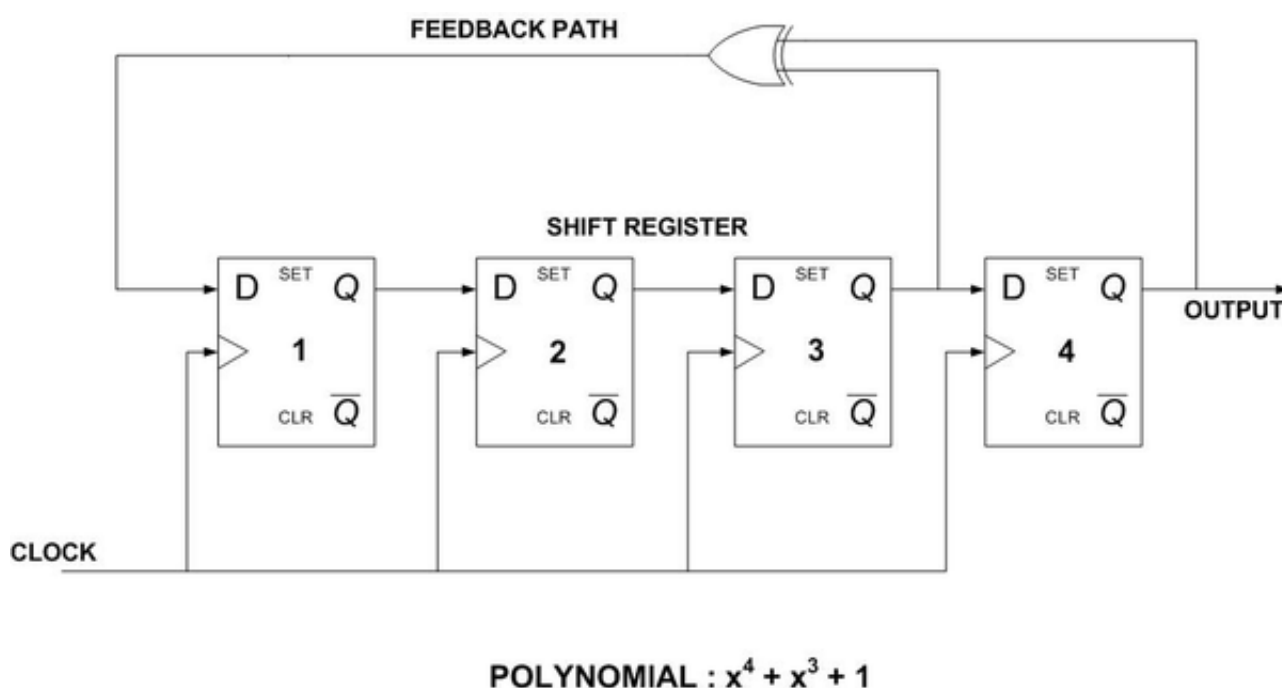 FEEDBACK PATH
SHIFT REGISTER
D SET Q
1
CLR Q̅
D SET Q
2
CLR Q̅
D SET Q
3
CLR Q̅
D SET Q
4
CLR Q̅
OUTPUT
CLOCK
POLYNOMIAL : x⁴ + x³ + 1